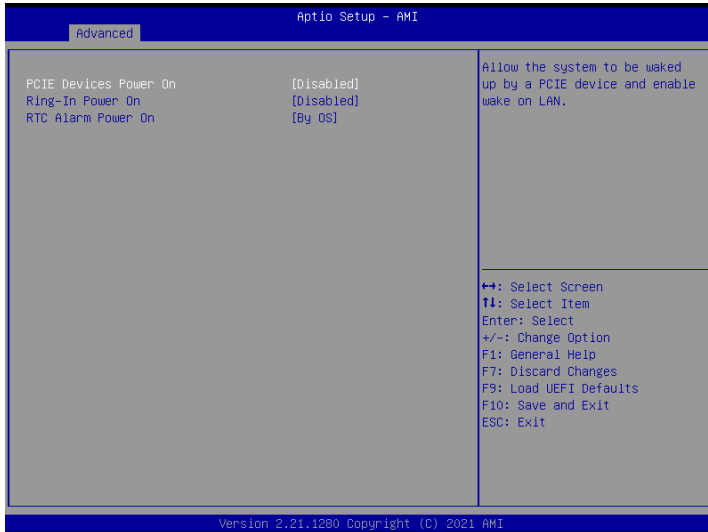 Aptio Setup – AMI
Advanced
PCIE Devices Power On [Disabled]
Ring-In Power On [Disabled]
RTC Alarm Power On [By OS]
Allow the system to be waked
up by a PCIE device and enable
wake on LAN.
↔: Select Screen
↑↓: Select Item
Enter: Select
+/-: Change Option
F1: General Help
F7: Discard Changes
F9: Load UEFI Defaults
F10: Save and Exit
ESC: Exit
Version 2.21.1280 Copyright (C) 2021 AMI